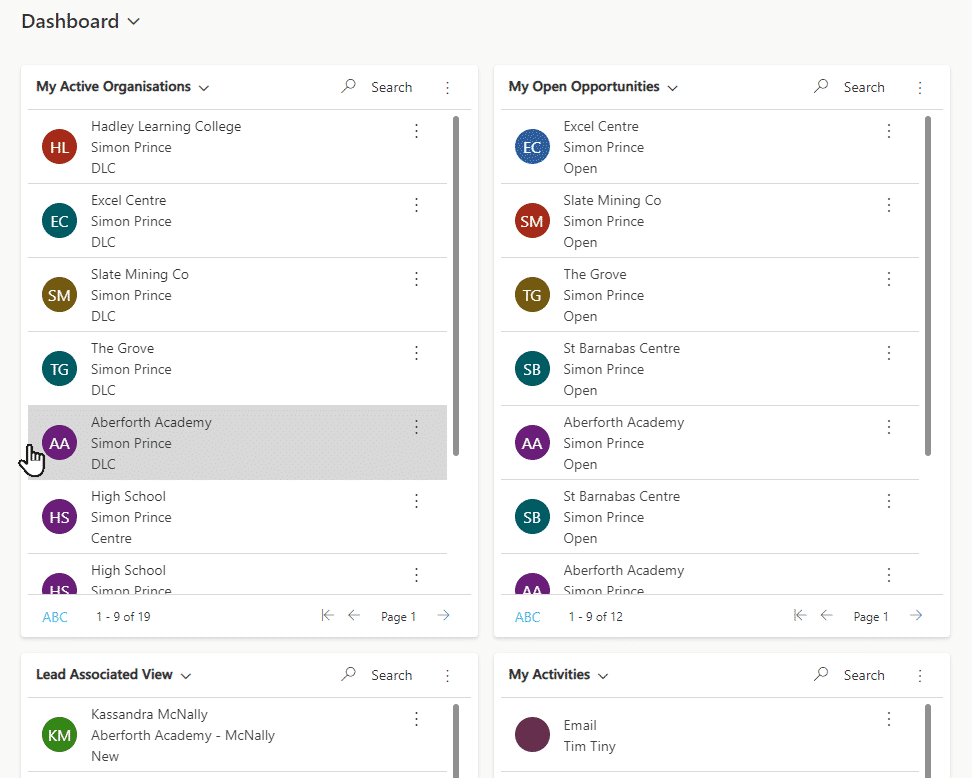 Dashboard
My Active Organisations
Search
HL
Hadley Learning College
Simon Prince
DLC
EC
Excel Centre
Simon Prince
DLC
SM
Slate Mining Co
Simon Prince
DLC
TG
The Grove
Simon Prince
DLC
AA
Aberforth Academy
Simon Prince
DLC
HS
High School
Simon Prince
Centre
HS
High School
Simon Prince
ABC 1 - 9 of 19 Page 1
My Open Opportunities
Search
EC
Excel Centre
Simon Prince
Open
SM
Slate Mining Co
Simon Prince
Open
TG
The Grove
Simon Prince
Open
SB
St Barnabas Centre
Simon Prince
Open
AA
Aberforth Academy
Simon Prince
Open
SB
St Barnabas Centre
Simon Prince
Open
AA
Aberforth Academy
Simon Prince
ABC 1 - 9 of 12 Page 1
Lead Associated View
Search
KM
Kassandra McNally
Aberforth Academy - McNally
New
My Activities
Search
Email
Tim Tiny